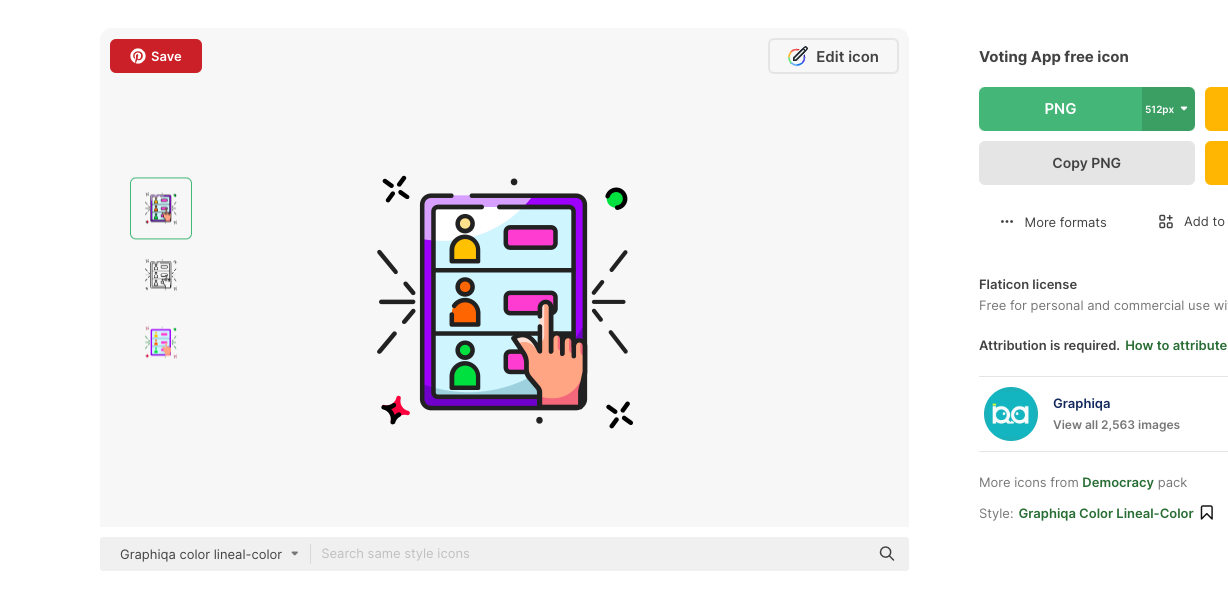 Save
Edit icon
Graphiqa color lineal-color
Search same style icons
Voting App free icon
PNG
512px
Copy PNG
More formats
Add to
Flaticon license
Free for personal and commercial use wi
Attribution is required. How to attribute
Graphiqa
View all 2,563 images
More icons from Democracy pack
Style: Graphiqa Color Lineal-Color